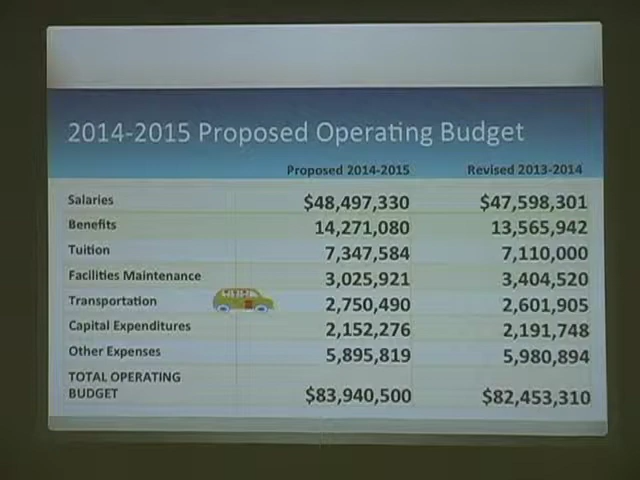 2014-2015 Proposed Operating Budget
Proposed 2014-2015 Revised 2013-2014
Salaries $48,497,330 $47,598,301
Benefits 14,271,080 13,565,942
Tuition 7,347,584 7,110,000
Facilities Maintenance 3,025,921 3,404,520
Transportation 2,750,490 2,601,905
Capital Expenditures 2,152,276 2,191,748
Other Expenses 5,895,819 5,980,894
TOTAL OPERATING
BUDGET $83,940,500 $82,453,310